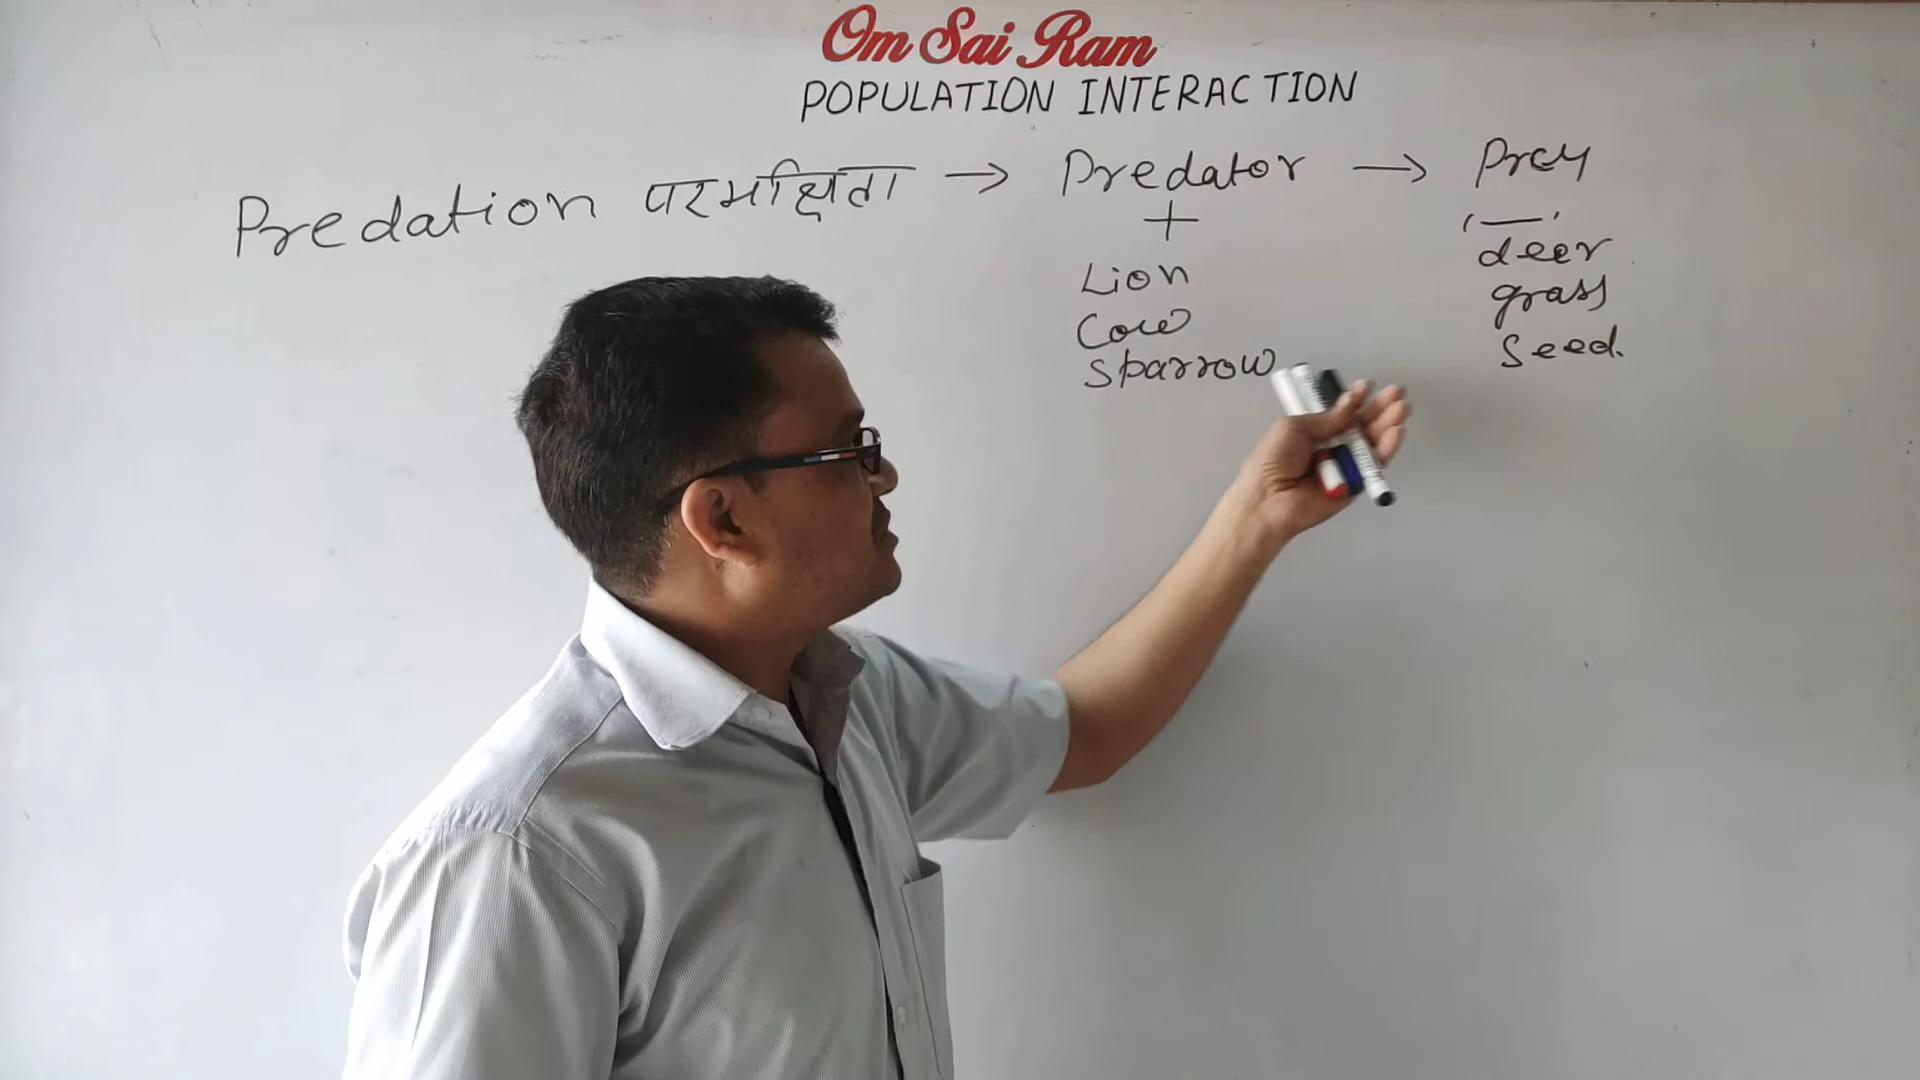 Om Sai Ram
POPULATION INTERACTION
Predation परभक्षिता → Predator → Prey
+ '—'
Lion deer
Cow grass
Sparrow Seed.